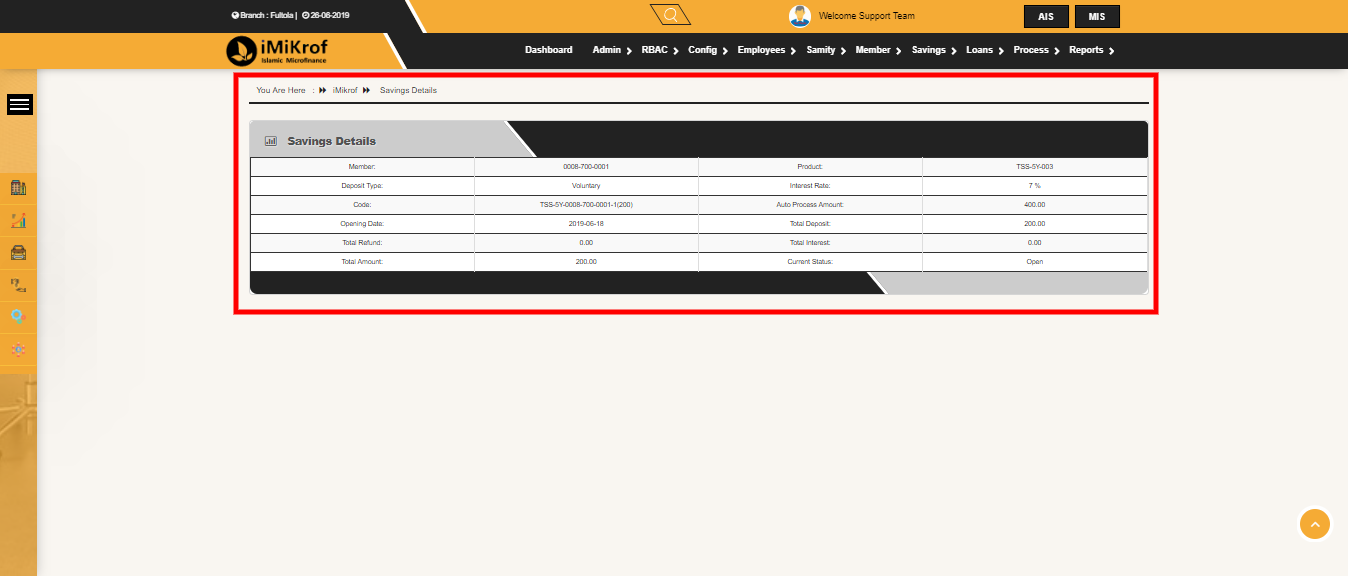 Branch : Fultola | 26-06-2019
Welcome Support Team
AIS MIS
iMiKrof
Islamic Microfinance
Dashboard Admin RBAC Config Employees Samity Member Savings Loans Process Reports
You Are Here : iMikrof Savings Details
Savings Details
Member: 0008-700-0001 Product: TSS-5Y-003
Deposit Type: Voluntary Interest Rate: 7 %
Code: TSS-5Y-0008-700-0001-1(200) Auto Process Amount: 400.00
Opening Date: 2019-06-18 Total Deposit: 200.00
Total Refund: 0.00 Total Interest: 0.00
Total Amount: 200.00 Current Status: Open